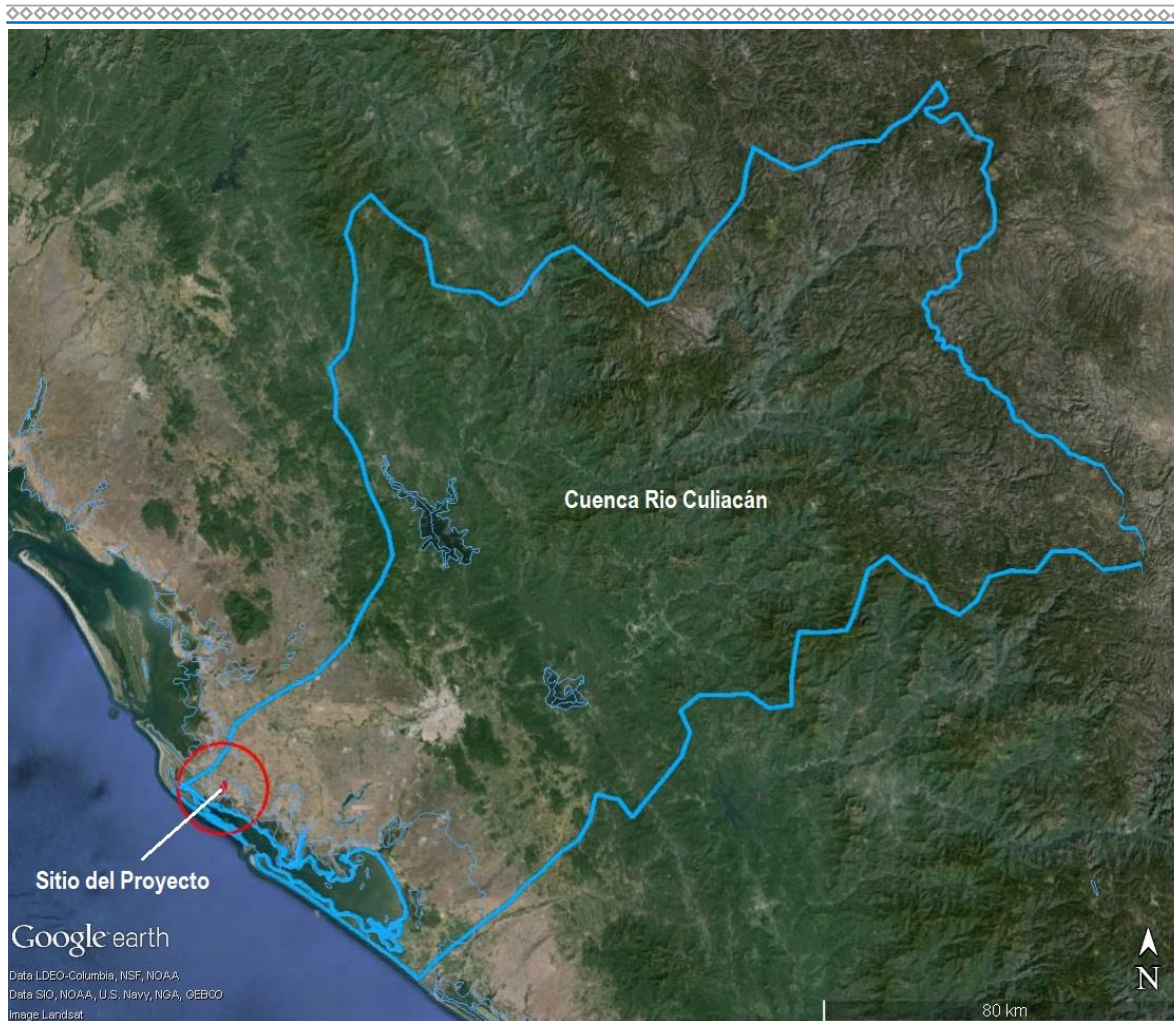 Cuenca Rio Culiacán
Sitio del Proyecto
Google earth
Data LDEO-Columbia, NSF, NOAA
Data SIO, NOAA, U.S. Navy, NGA, GEBCO
Image Landsat
N
80 km